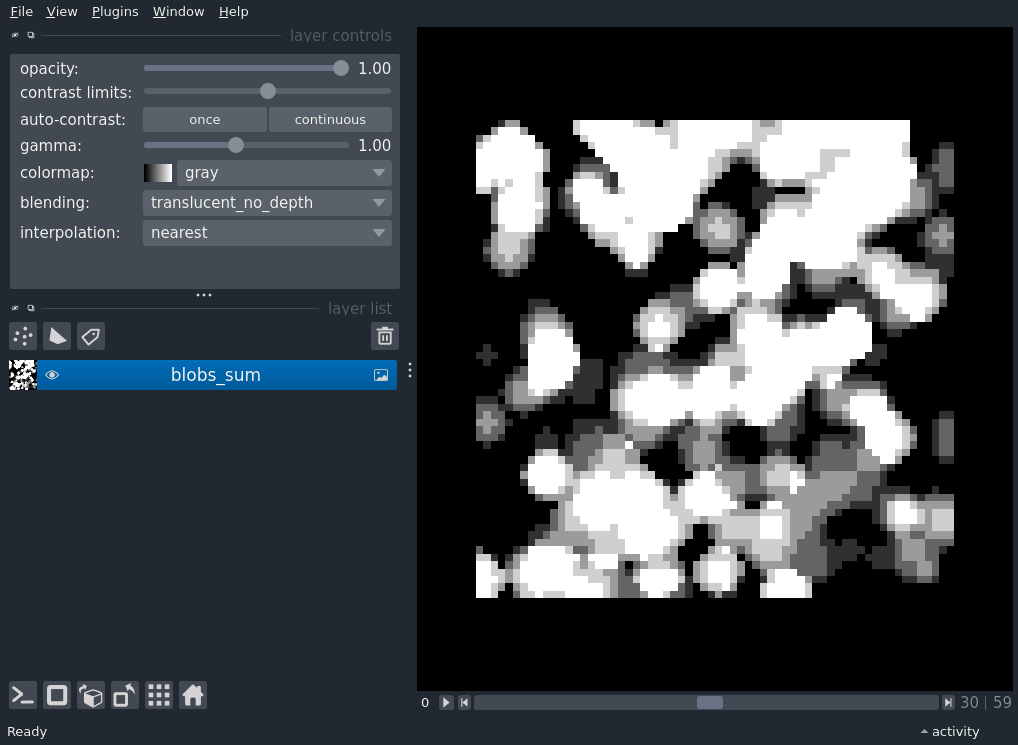 File View Plugins Window Help
layer controls
opacity: 1.00
contrast limits:
auto-contrast: once continuous
gamma: 1.00
colormap: gray
blending: translucent_no_depth
interpolation: nearest
layer list
blobs_sum
0 30 | 59
Ready activity